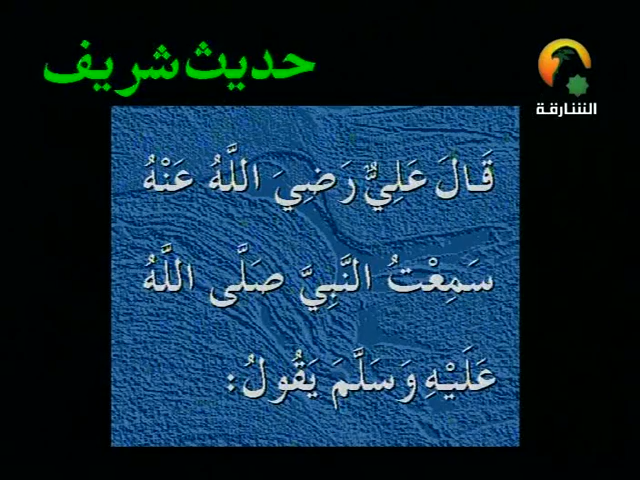 حديث شريف
الشارقة
قَالَ عَلِيٌّ رَضِيَ اللَّهُ عَنْهُ
سَمِعْتُ النَّبِيَّ صَلَّى اللَّهُ
عَلَيْهِ وَسَلَّمَ يَقُولُ: